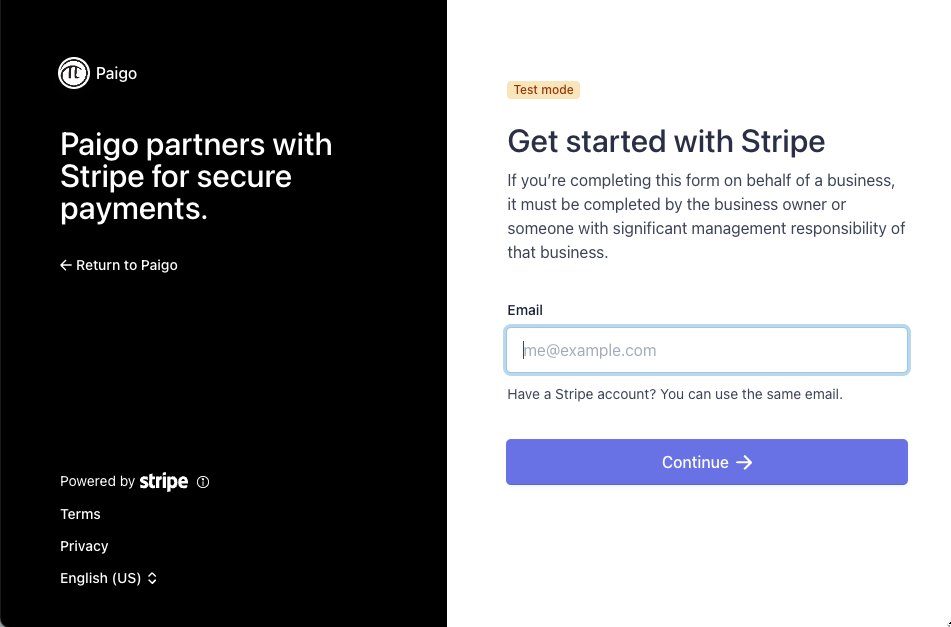 Paigo
Paigo partners with
Stripe for secure
payments.
← Return to Paigo
Powered by stripe
Terms
Privacy
English (US)
Test mode
Get started with Stripe
If you’re completing this form on behalf of a business,
it must be completed by the business owner or
someone with significant management responsibility of
that business.
Email
me@example.com
Have a Stripe account? You can use the same email.
Continue →